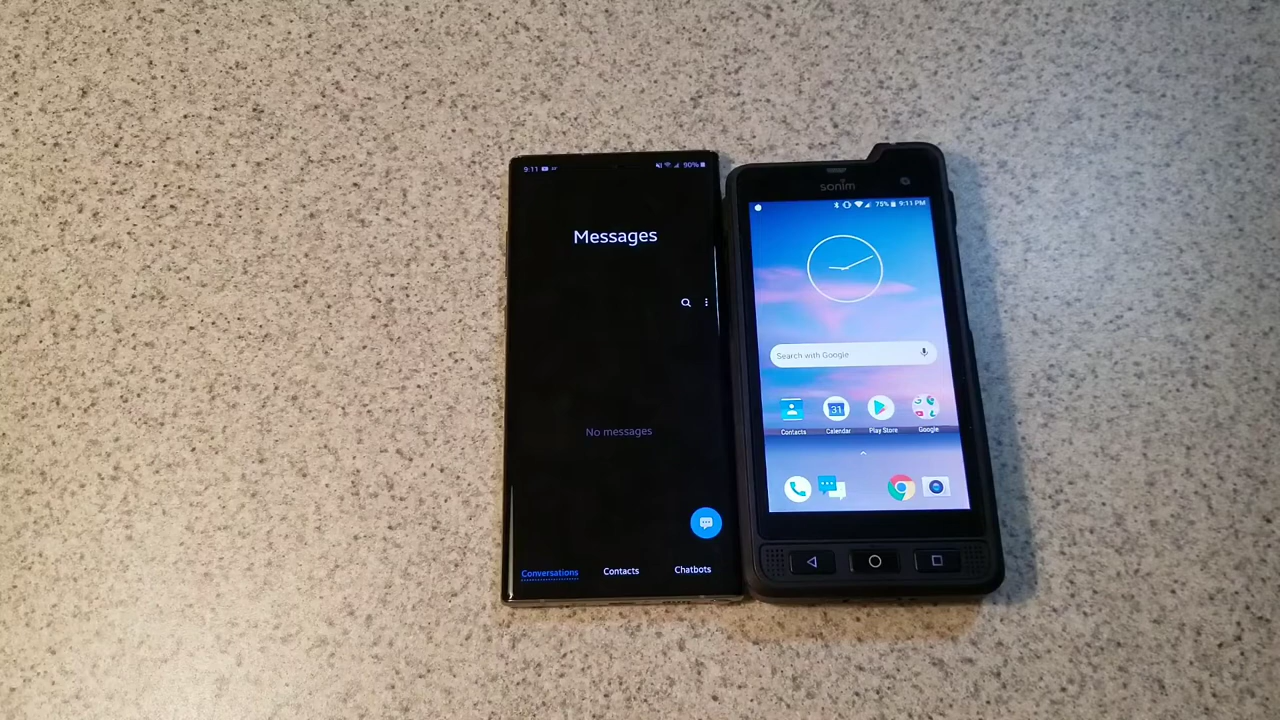 9:11
90%
Messages
No messages
Conversations
Contacts
Chatbots
sonim
75%
9:11 PM
Search with Google
31
Contacts
Calendar
Play Store
Google